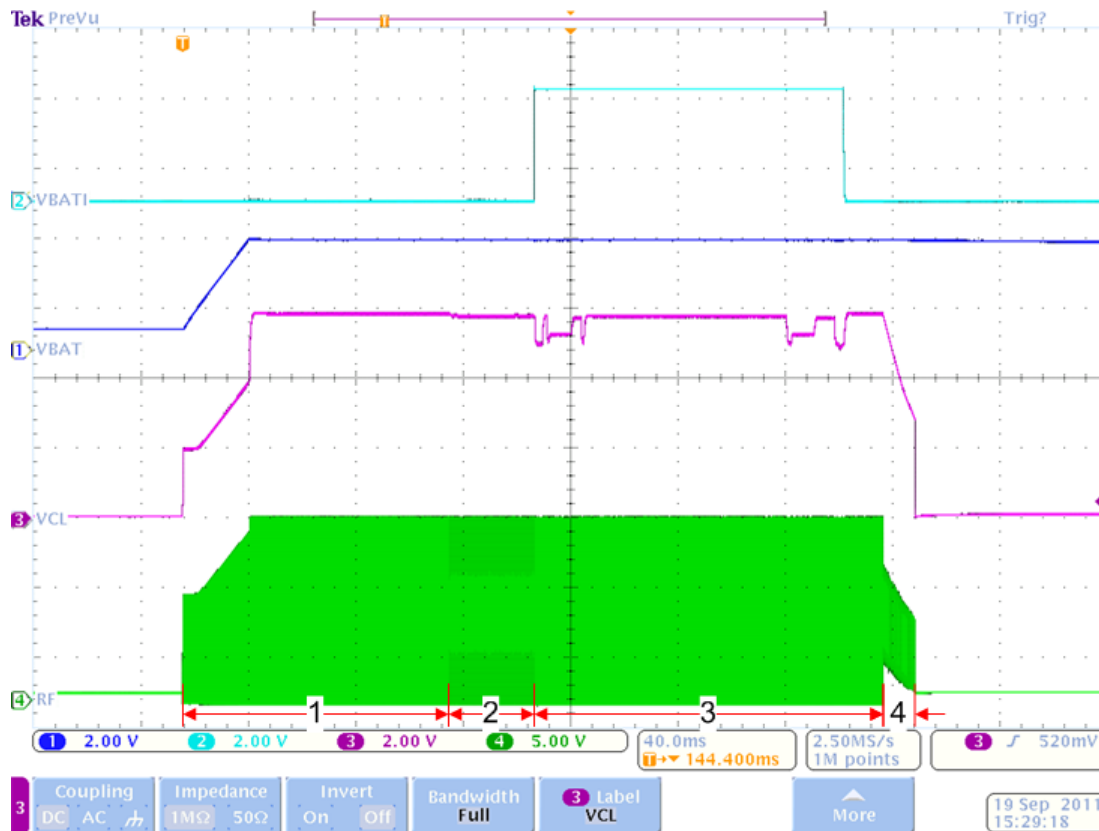 Tek PreVu Trig?
T
T
2 VBATI
1 VBAT
3 VCL
4 RF
1 2 3 4
1 2.00 V 2 2.00 V 3 2.00 V 4 5.00 V 40.0ms 2.50MS/s 3 520mV
T→▼ 144.400ms 1M points
3
Coupling Impedance Invert Bandwidth 3 Label More
DC AC 1MΩ 50Ω On Off Full VCL
19 Sep 2011
15:29:18